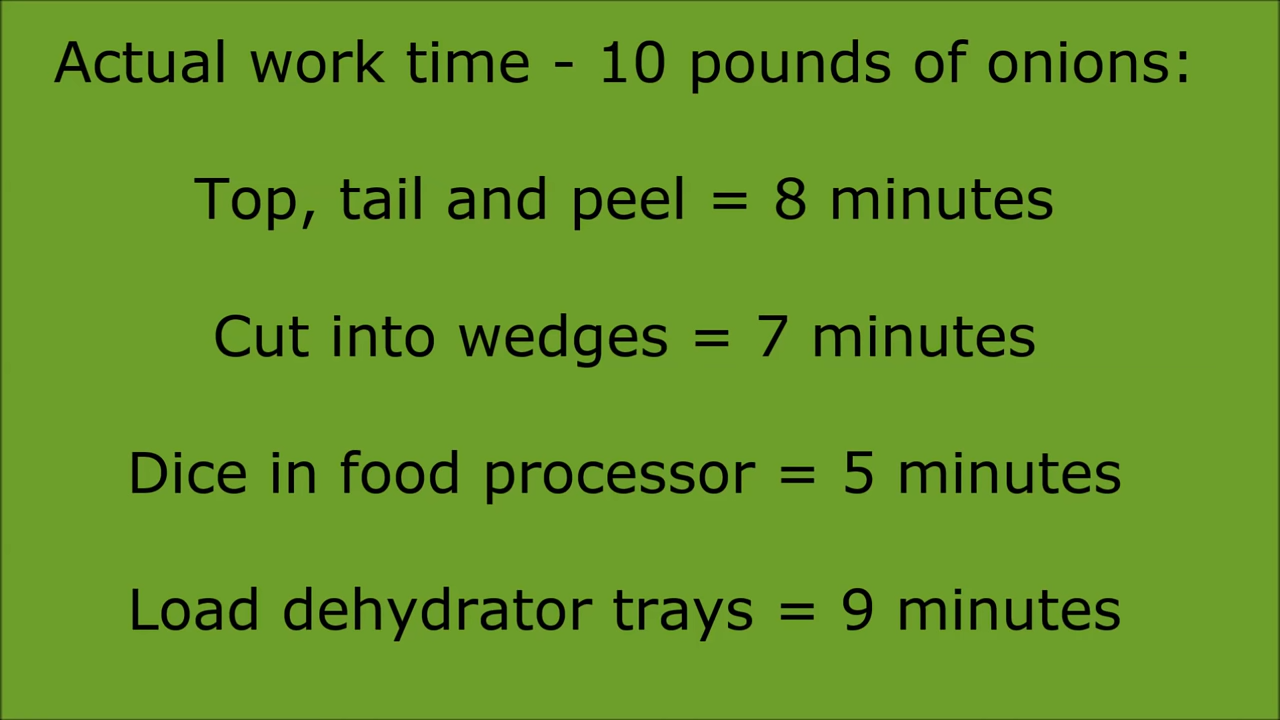 Actual work time - 10 pounds of onions:
Top, tail and peel = 8 minutes
Cut into wedges = 7 minutes
Dice in food processor = 5 minutes
Load dehydrator trays = 9 minutes